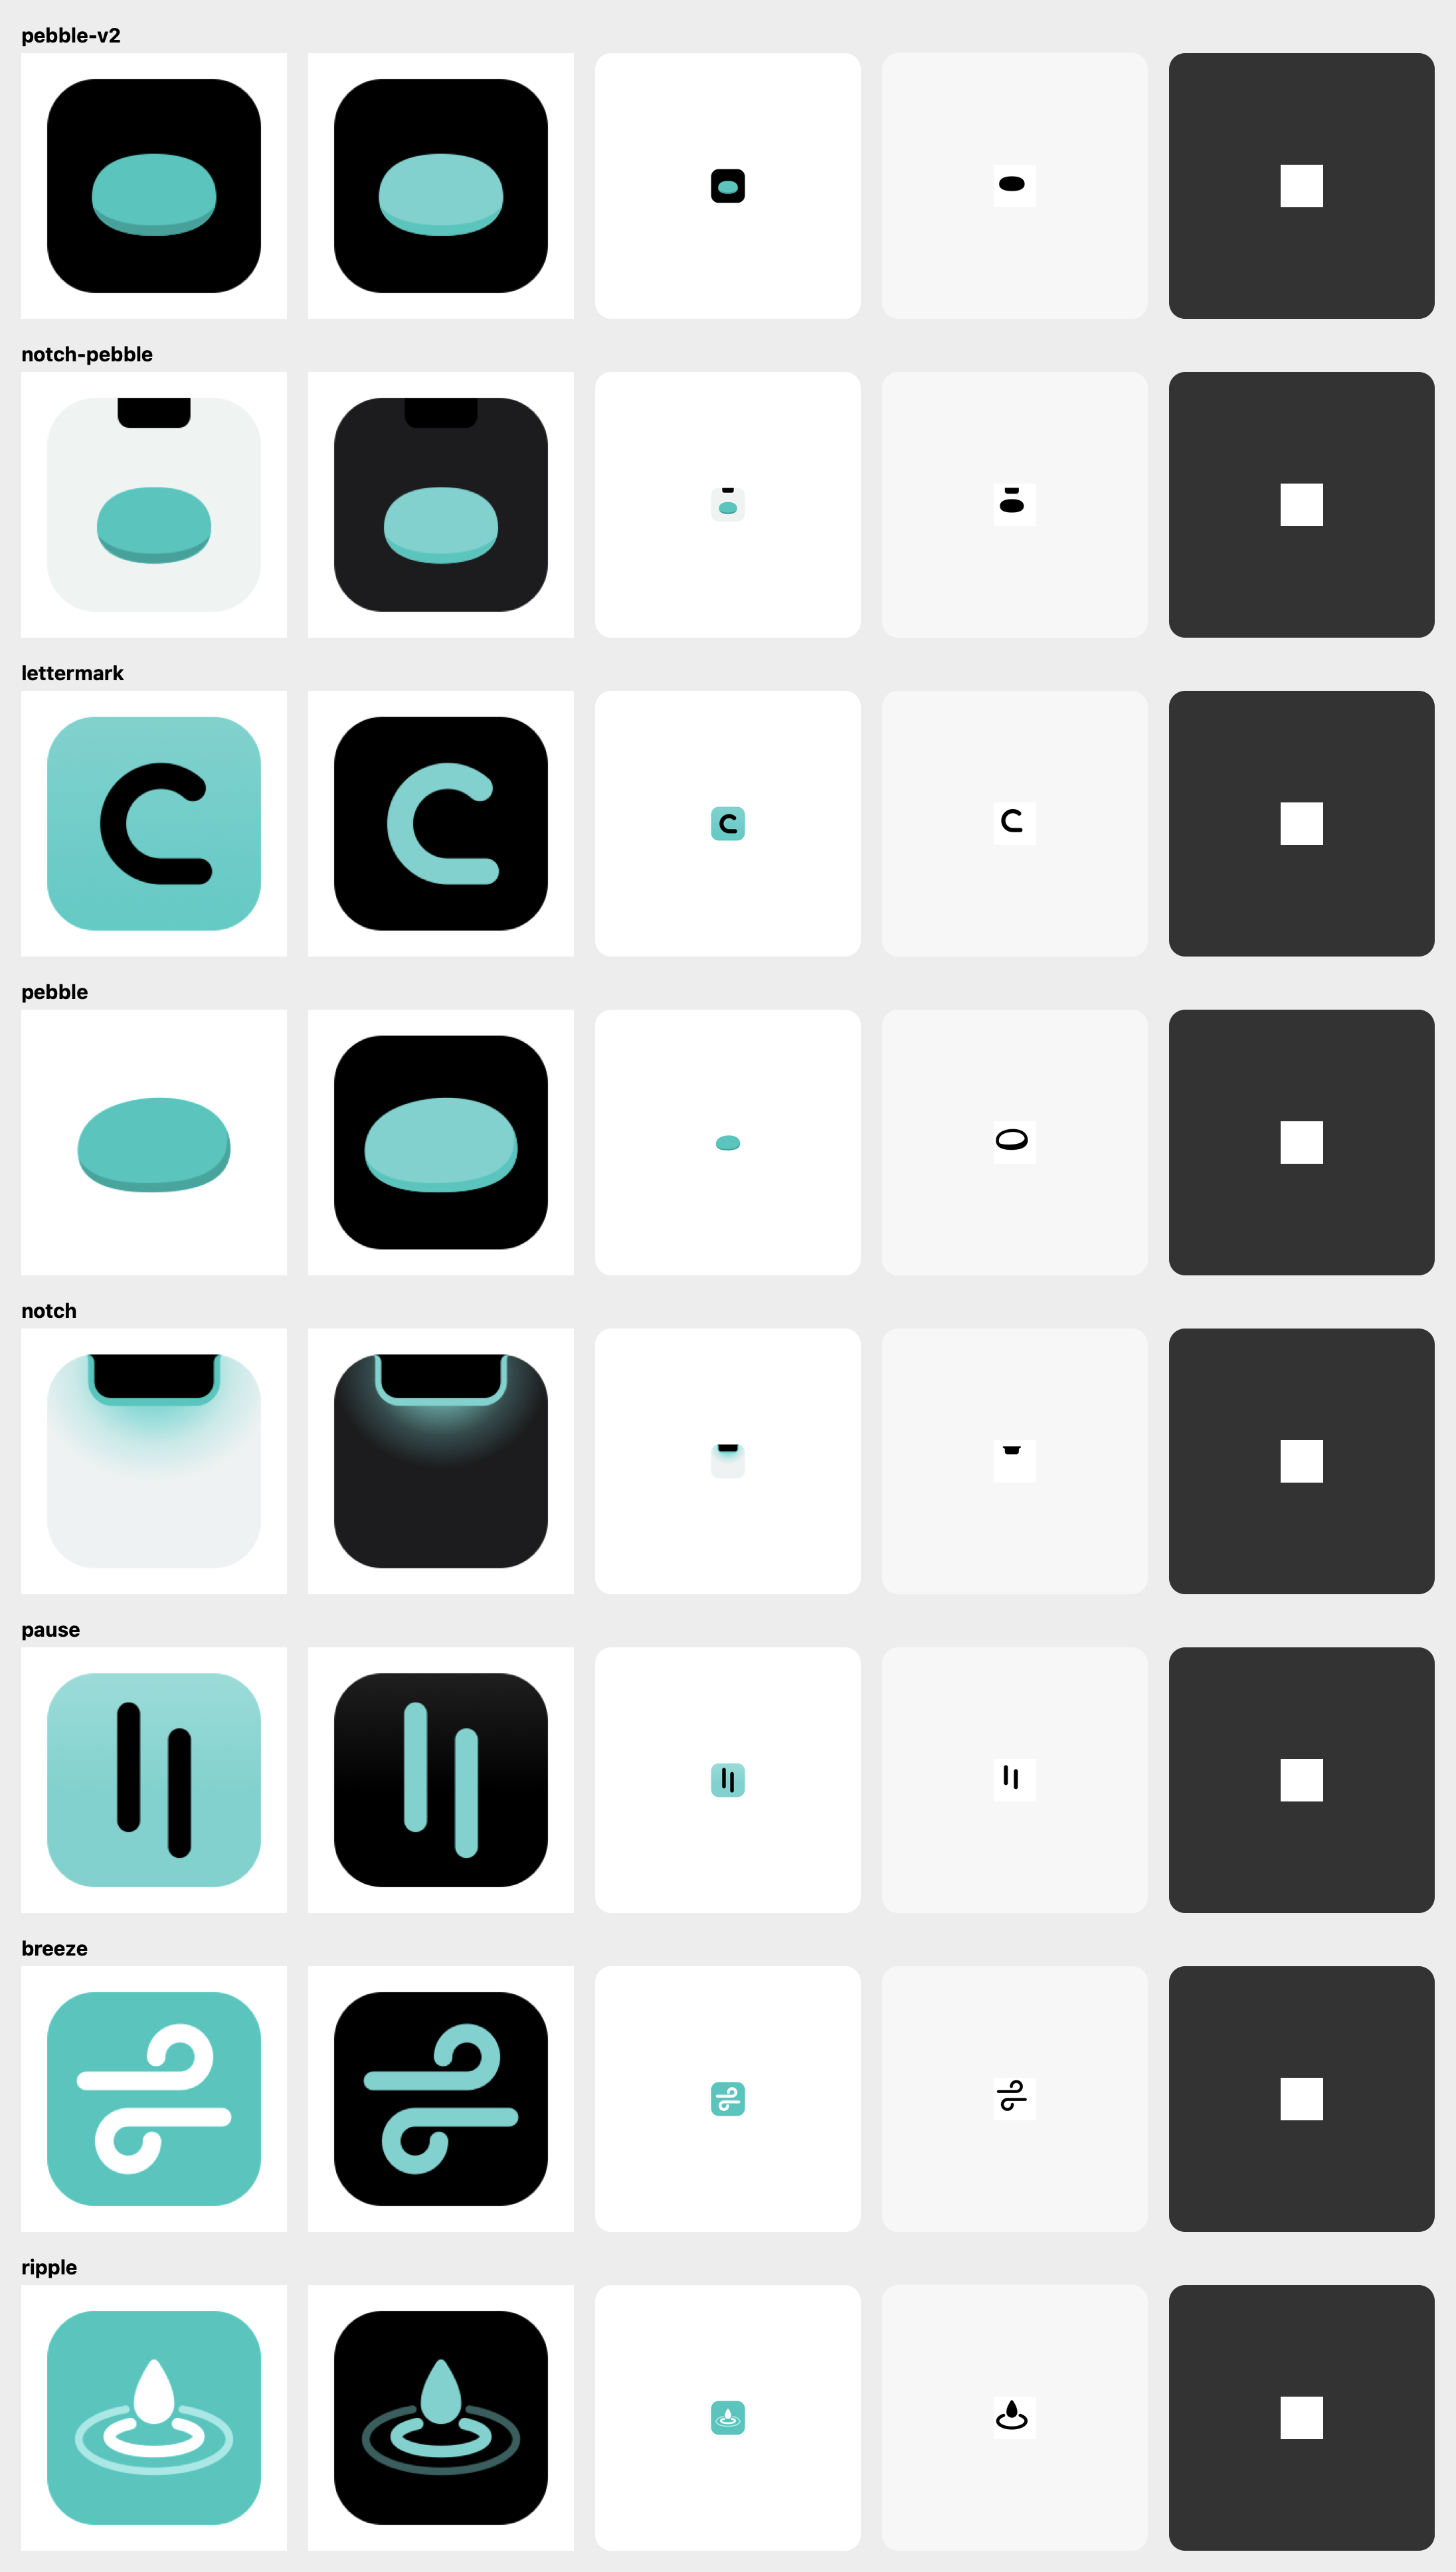 pebble-v2
notch-pebble
lettermark
C
C
C
C
pebble
notch
pause
breeze
ripple